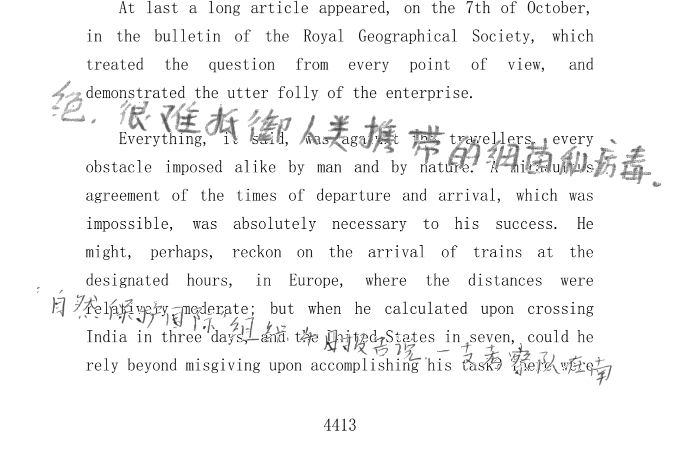 At last a long article appeared, on the 7th of October,
in the bulletin of the Royal Geographical Society, which
treated the question from every point of view, and
demonstrated the utter folly of the enterprise.
绝，很难抵御人类携带的细菌和病毒。
Everything, it said, was against the travellers, every
obstacle imposed alike by man and by nature. A miraculous
agreement of the times of departure and arrival, which was
impossible, was absolutely necessary to his success. He
might, perhaps, reckon on the arrival of trains at the
designated hours, in Europe, where the distances were
自然保护国际组织日报告说，一支考察队在南
relatively moderate; but when he calculated upon crossing
India in three days, and the United States in seven, could he
rely beyond misgiving upon accomplishing his task? There were
4413